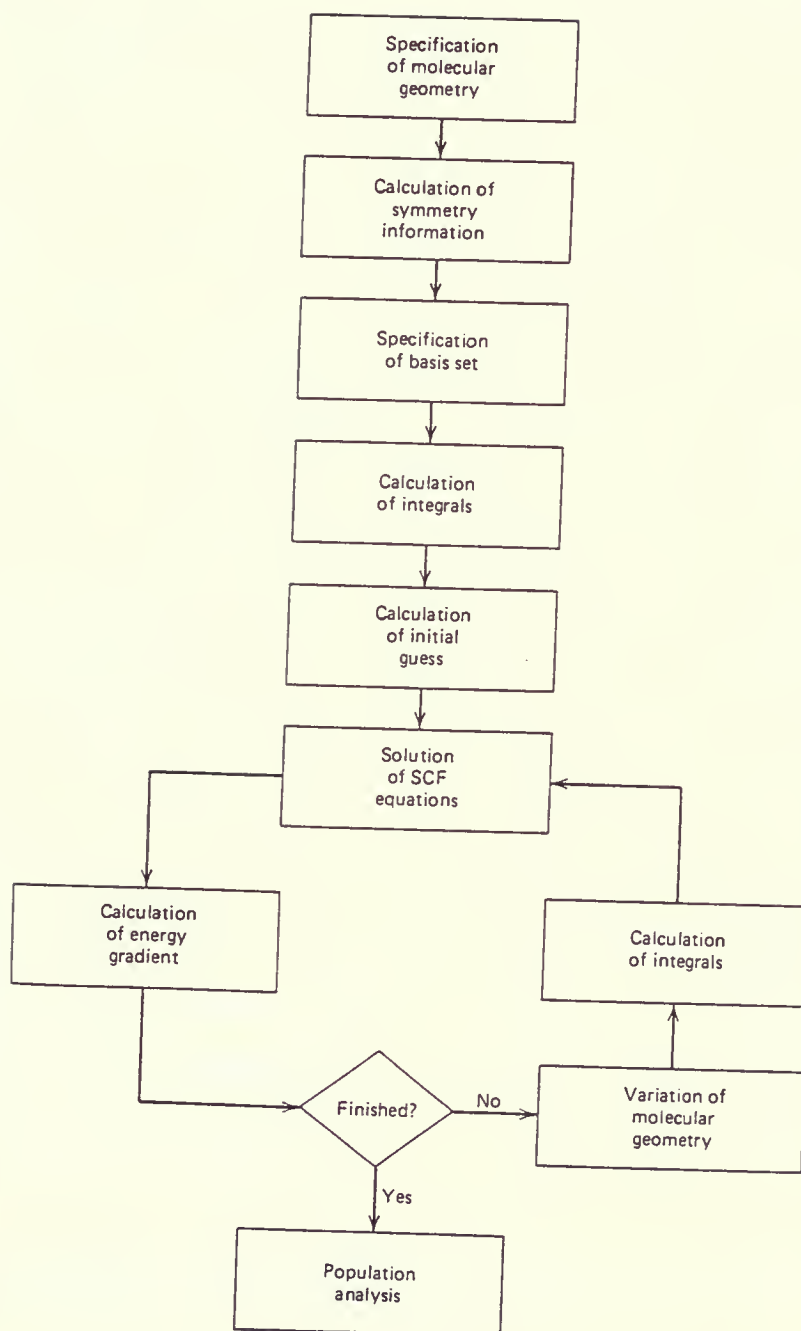 Specification
of molecular
geometry
Calculation of
symmetry
information
Specification
of basis set
Calculation
of integrals
Calculation
of initial
guess
Solution
of SCF
equations
Calculation
of energy
gradient
Calculation
of integrals
Finished?
No
Variation of
molecular
geometry
Yes
Population
analysis